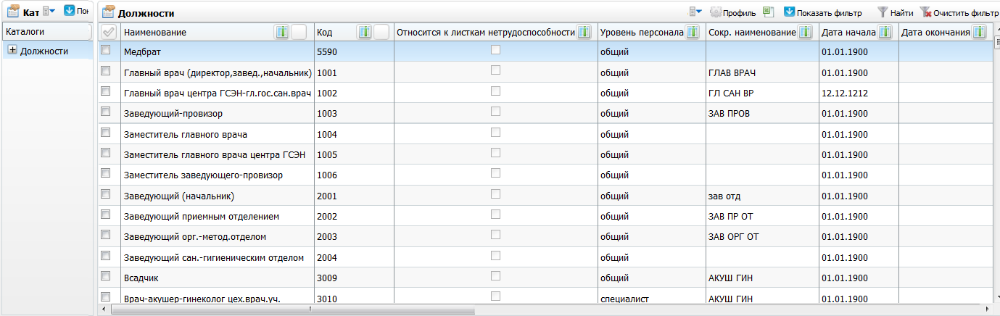 Кат
Пок
Каталоги
Должности
Должности
Профиль Показать фильтр Найти Очистить фильтр
Наименование Код Относится к листкам нетрудоспособности Уровень персонала Сокр. наименование Дата начала Дата окончания
Медбрат 5590 общий 01.01.1900
Главный врач (директор,завед.,начальник) 1001 общий ГЛАВ ВРАЧ 01.01.1900
Главный врач центра ГСЭН-гл.гос.сан.врач 1002 общий ГЛ САН ВР 12.12.1212
Заведующий-провизор 1003 общий ЗАВ ПРОВ 01.01.1900
Заместитель главного врача 1004 общий 01.01.1900
Заместитель главного врача центра ГСЭН 1005 общий 01.01.1900
Заместитель заведующего-провизор 1006 общий 01.01.1900
Заведующий (начальник) 2001 общий зав отд 01.01.1900
Заведующий приемным отделением 2002 общий ЗАВ ПР ОТ 01.01.1900
Заведующий орг.-метод.отделом 2003 общий ЗАВ ОРГ ОТ 01.01.1900
Заведующий сан.-гигиеническим отделом 2004 общий 01.01.1900
Всадчик 3009 общий АКУШ ГИН 01.01.1900
Врач-акушер-гинеколог цех.врач.уч. 3010 специалист АКУШ ГИН 01.01.1900